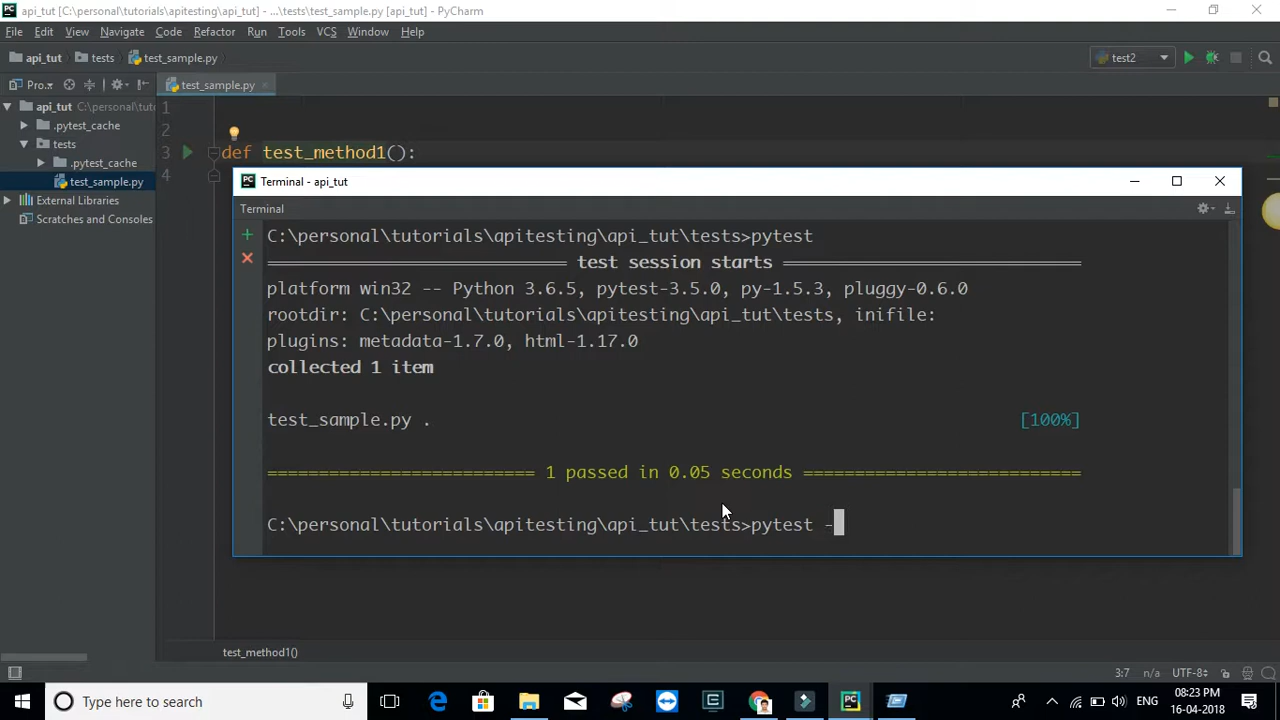 api_tut [C:\personal\tutorials\apitesting\api_tut] - ...\tests\test_sample.py [api_tut] - PyCharm
File Edit View Navigate Code Refactor Run Tools VCS Window Help
api_tut tests test_sample.py test2
Pro... test_sample.py
api_tut C:\personal\tuto
.pytest_cache
tests
.pytest_cache
test_sample.py
External Libraries
Scratches and Consoles
1
2
3 def test_method1():
4
Terminal - api_tut
Terminal
C:\personal\tutorials\apitesting\api_tut\tests>pytest
============================= test session starts =============================
platform win32 -- Python 3.6.5, pytest-3.5.0, py-1.5.3, pluggy-0.6.0
rootdir: C:\personal\tutorials\apitesting\api_tut\tests, inifile:
plugins: metadata-1.7.0, html-1.17.0
collected 1 item
test_sample.py . [100%]
========================== 1 passed in 0.05 seconds ===========================
C:\personal\tutorials\apitesting\api_tut\tests>pytest -
test_method1()
3:7 n/a UTF-8
Type here to search
ENG
08:23 PM
16-04-2018